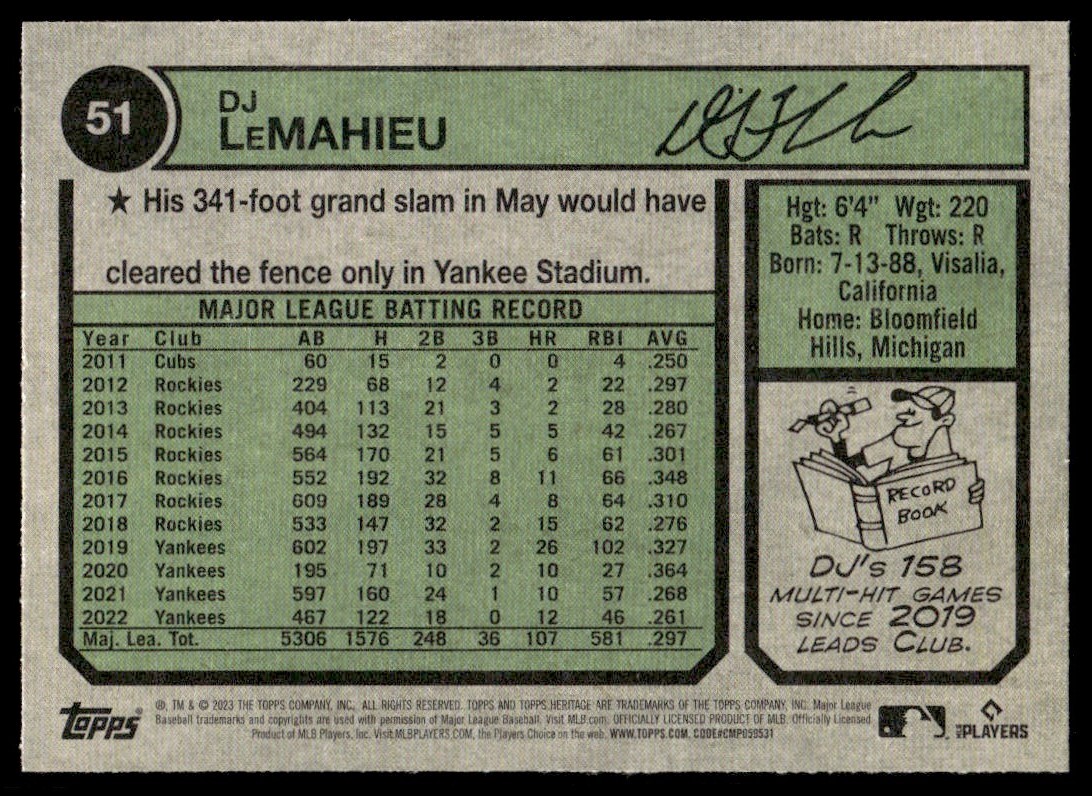 51
DJ
LeMAHIEU
★ His 341-foot grand slam in May would have
cleared the fence only in Yankee Stadium.
MAJOR LEAGUE BATTING RECORD
Year Club AB H 2B 3B HR RBI AVG
2011 Cubs 60 15 2 0 0 4 .250
2012 Rockies 229 68 12 4 2 22 .297
2013 Rockies 404 113 21 3 2 28 .280
2014 Rockies 494 132 15 5 5 42 .267
2015 Rockies 564 170 21 5 6 61 .301
2016 Rockies 552 192 32 8 11 66 .348
2017 Rockies 609 189 28 4 8 64 .310
2018 Rockies 533 147 32 2 15 62 .276
2019 Yankees 602 197 33 2 26 102 .327
2020 Yankees 195 71 10 2 10 27 .364
2021 Yankees 597 160 24 1 10 57 .268
2022 Yankees 467 122 18 0 12 46 .261
Maj. Lea. Tot. 5306 1576 248 36 107 581 .297
Hgt: 6'4" Wgt: 220
Bats: R Throws: R
Born: 7-13-88, Visalia,
California
Home: Bloomfield
Hills, Michigan
RECORD
BOOK
DJ's 158
MULTI-HIT GAMES
SINCE 2019
LEADS CLUB.
topps
®, TM & © 2023 THE TOPPS COMPANY, INC. ALL RIGHTS RESERVED. TOPPS AND TOPPS HERITAGE ARE TRADEMARKS OF THE TOPPS COMPANY, INC. Major League
Baseball trademarks and copyrights are used with permission of Major League Baseball. Visit MLB.com. OFFICIALLY LICENSED PRODUCT OF MLB. Officially Licensed
Product of MLB Players, Inc. Visit MLBPLAYERS.COM, the Players Choice on the web. WWW.TOPPS.COM. CODE#CMP059531
MLB PLAYERS